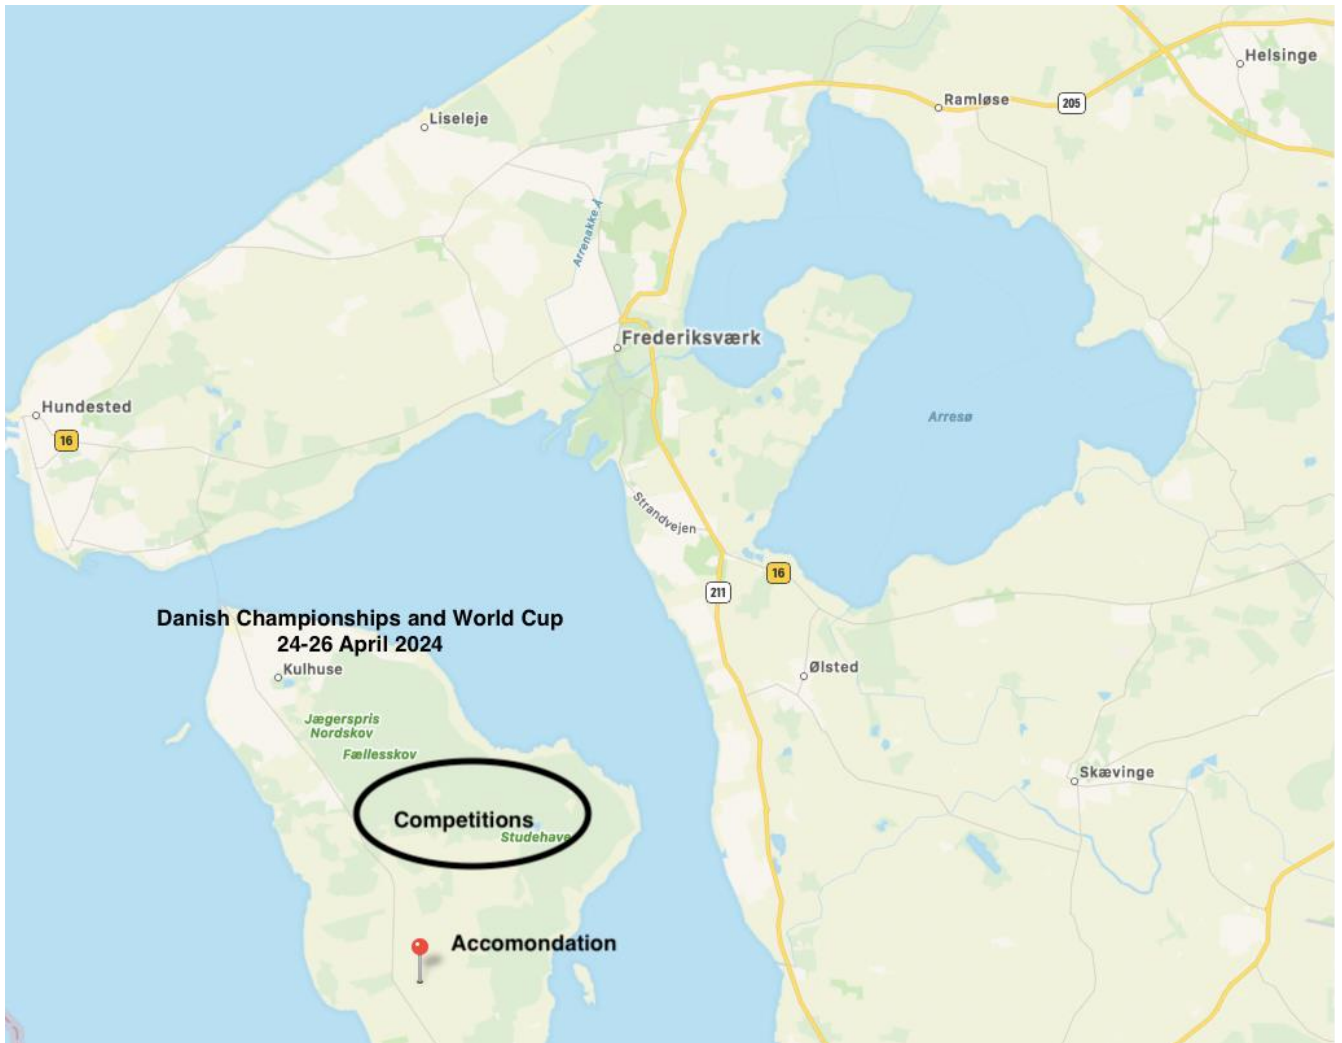 Helsinge
Ramløse
205
Liseleje
Arrenakke Å
Frederiksværk
Hundested
16
Arresø
Strandvejen
16
211
Danish Championships and World Cup
24-26 April 2024
Kulhuse
Ølsted
Jægerspris
Nordskov
Fællesskov
Skævinge
Competitions
Studehave
Accomondation